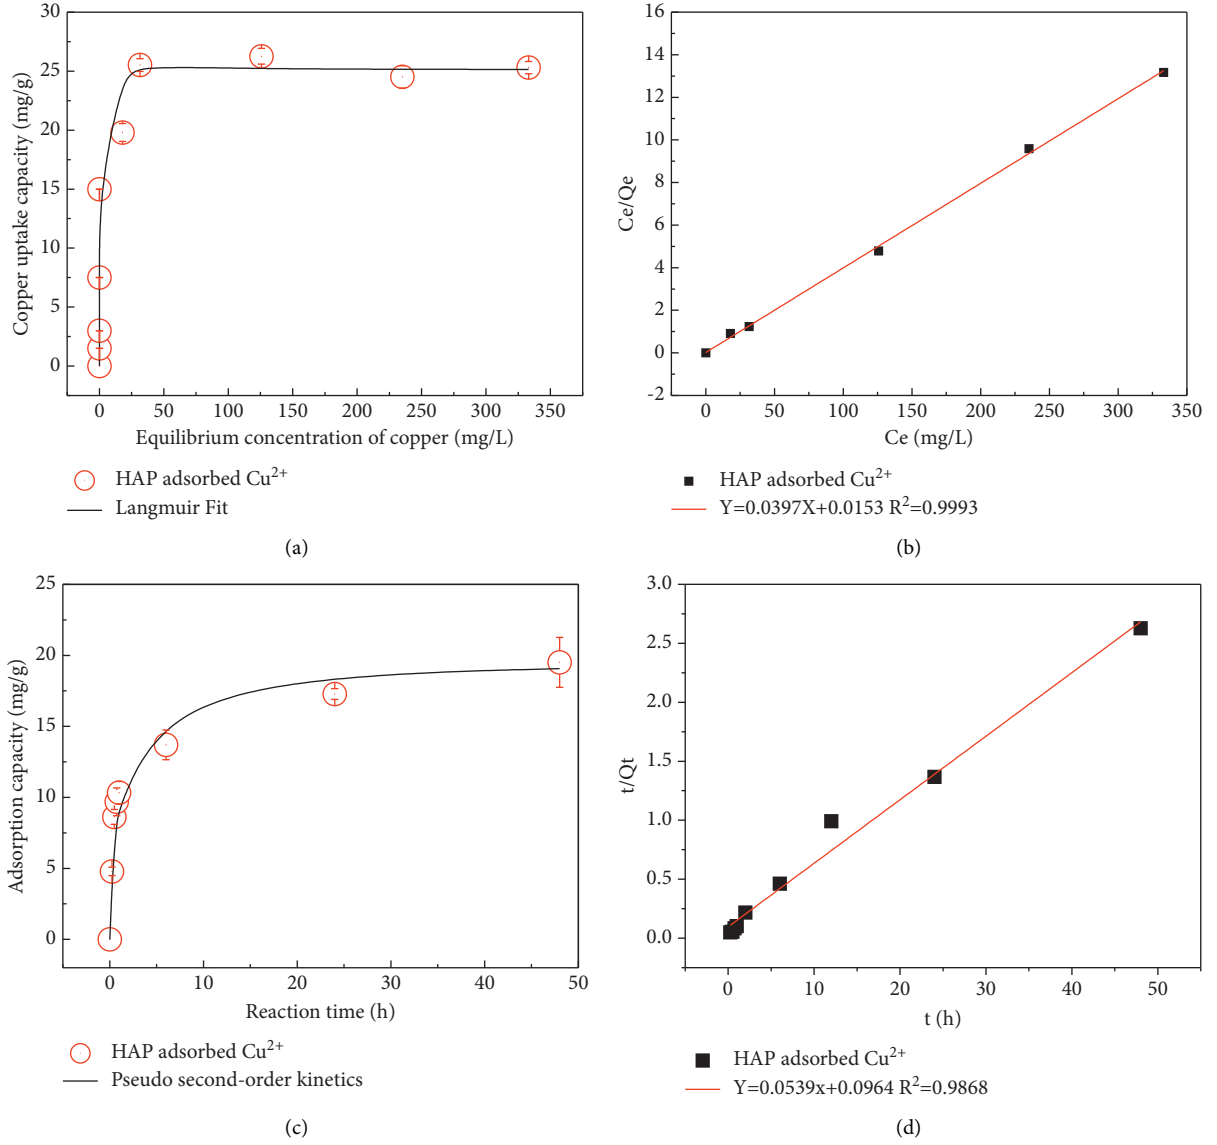 30
25
20
15
10
5
0
Copper uptake capacity (mg/g)
0 50 100 150 200 250 300 350
Equilibrium concentration of copper (mg/L)
HAP adsorbed Cu²⁺
Langmuir Fit
(a)
16
14
12
10
8
6
4
2
0
-2
Ce/Qe
0 50 100 150 200 250 300 350
Ce (mg/L)
HAP adsorbed Cu²⁺
Y=0.0397X+0.0153 R²=0.9993
(b)
25
20
15
10
5
0
Adsorption capacity (mg/g)
0 10 20 30 40 50
Reaction time (h)
HAP adsorbed Cu²⁺
Pseudo second-order kinetics
(c)
3.0
2.5
2.0
1.5
1.0
0.5
0.0
t/Qt
0 10 20 30 40 50
t (h)
HAP adsorbed Cu²⁺
Y=0.0539x+0.0964 R²=0.9868
(d)